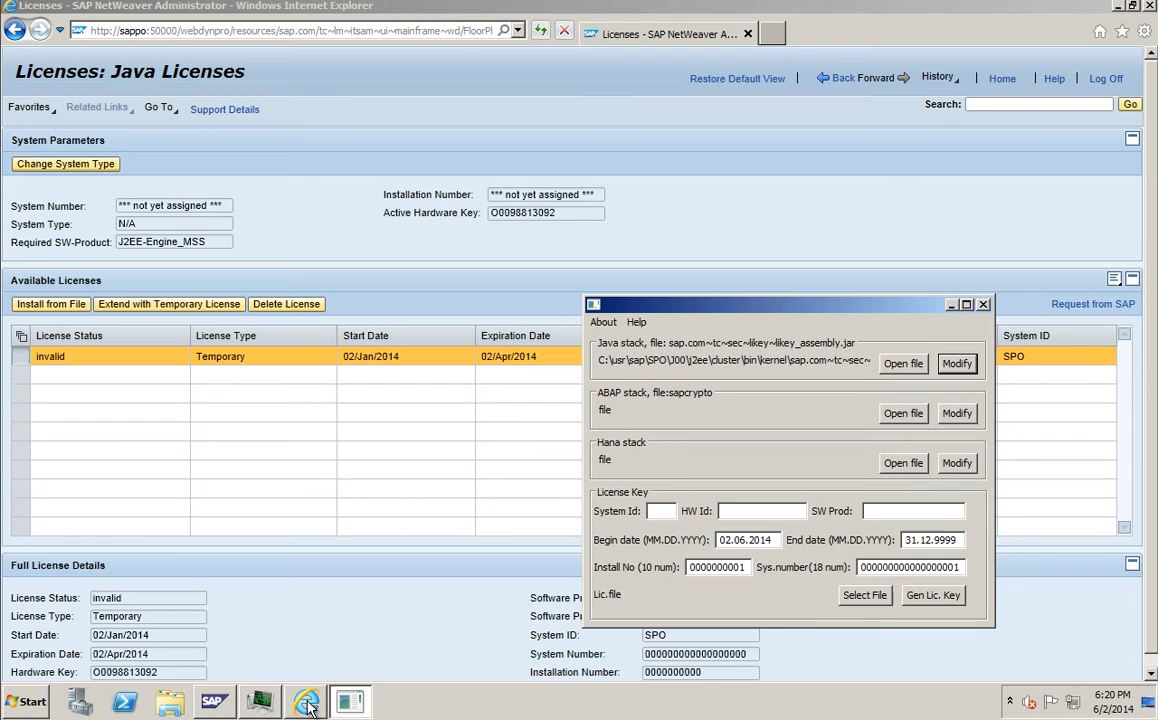 Licenses - SAP NetWeaver Administrator - Windows Internet Explorer
http://sappo:50000/webdynpro/resources/sap.com/tc~lm~itsam~ui~mainframe~wd/FloorPl
Licenses - SAP NetWeaver A...
Licenses: Java Licenses
Restore Default View
Back
Forward
History
Home
Help
Log Off
Favorites
Related Links
Go To
Support Details
Search:
Go
System Parameters
Change System Type
System Number: *** not yet assigned ***
Installation Number: *** not yet assigned ***
System Type: N/A
Active Hardware Key: O0098813092
Required SW-Product: J2EE-Engine_MSS
Available Licenses
Install from File
Extend with Temporary License
Delete License
Request from SAP
License Status
License Type
Start Date
Expiration Date
System ID
invalid
Temporary
02/Jan/2014
02/Apr/2014
SPO
About
Help
Java stack, file: sap.com~tc~sec~likey~likey_assembly.jar
C:\usr\sap\SPO\J00\j2ee\cluster\bin\kernel\sap.com~tc~sec~
Open file
Modify
ABAP stack, file:sapcrypto
file
Open file
Modify
Hana stack
file
Open file
Modify
License Key
System Id:
HW Id:
SW Prod:
Begin date (MM.DD.YYYY): 02.06.2014
End date (MM.DD.YYYY): 31.12.9999
Install No (10 num): 0000000001
Sys.number(18 num): 000000000000000001
Lic.file
Select File
Gen Lic. Key
Full License Details
License Status: invalid
Software Pr
License Type: Temporary
Software P
Start Date: 02/Jan/2014
System ID: SPO
Expiration Date: 02/Apr/2014
System Number: 000000000000000000
Hardware Key: O0098813092
Installation Number: 0000000000
Start
SAP
6:20 PM
6/2/2014